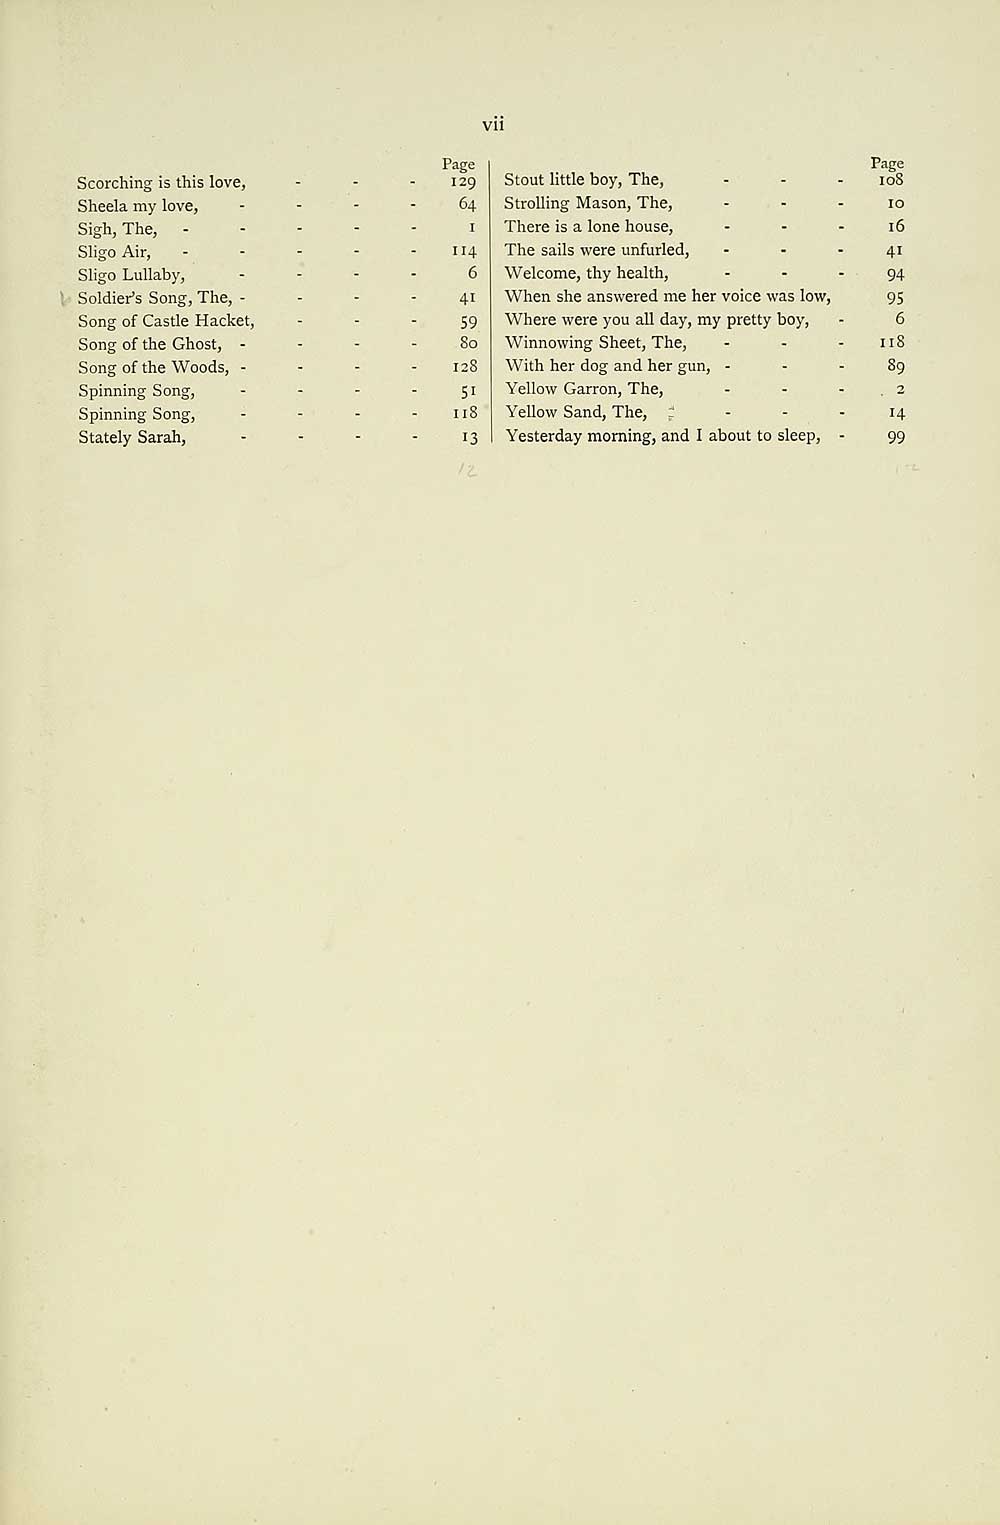 vii
Page
Scorching is this love, - - - 129
Sheela my love, - - - - 64
Sigh, The, - - - - - 1
Sligo Air, - - - - - 114
Sligo Lullaby, - - - - 6
Soldier's Song, The, - - - - 41
Song of Castle Hacket, - - - 59
Song of the Ghost, - - - - 80
Song of the Woods, - - - - 128
Spinning Song, - - - - 51
Spinning Song, - - - - 118
Stately Sarah, - - - - 13
12
Page
Stout little boy, The, - - - 108
Strolling Mason, The, - - - 10
There is a lone house, - - - 16
The sails were unfurled, - - - 41
Welcome, thy health, - - - 94
When she answered me her voice was low, 95
Where were you all day, my pretty boy, - 6
Winnowing Sheet, The, - - - 118
With her dog and her gun, - - - 89
Yellow Garron, The, - - - 2
Yellow Sand, The, - - - - 14
Yesterday morning, and I about to sleep, - 99
12